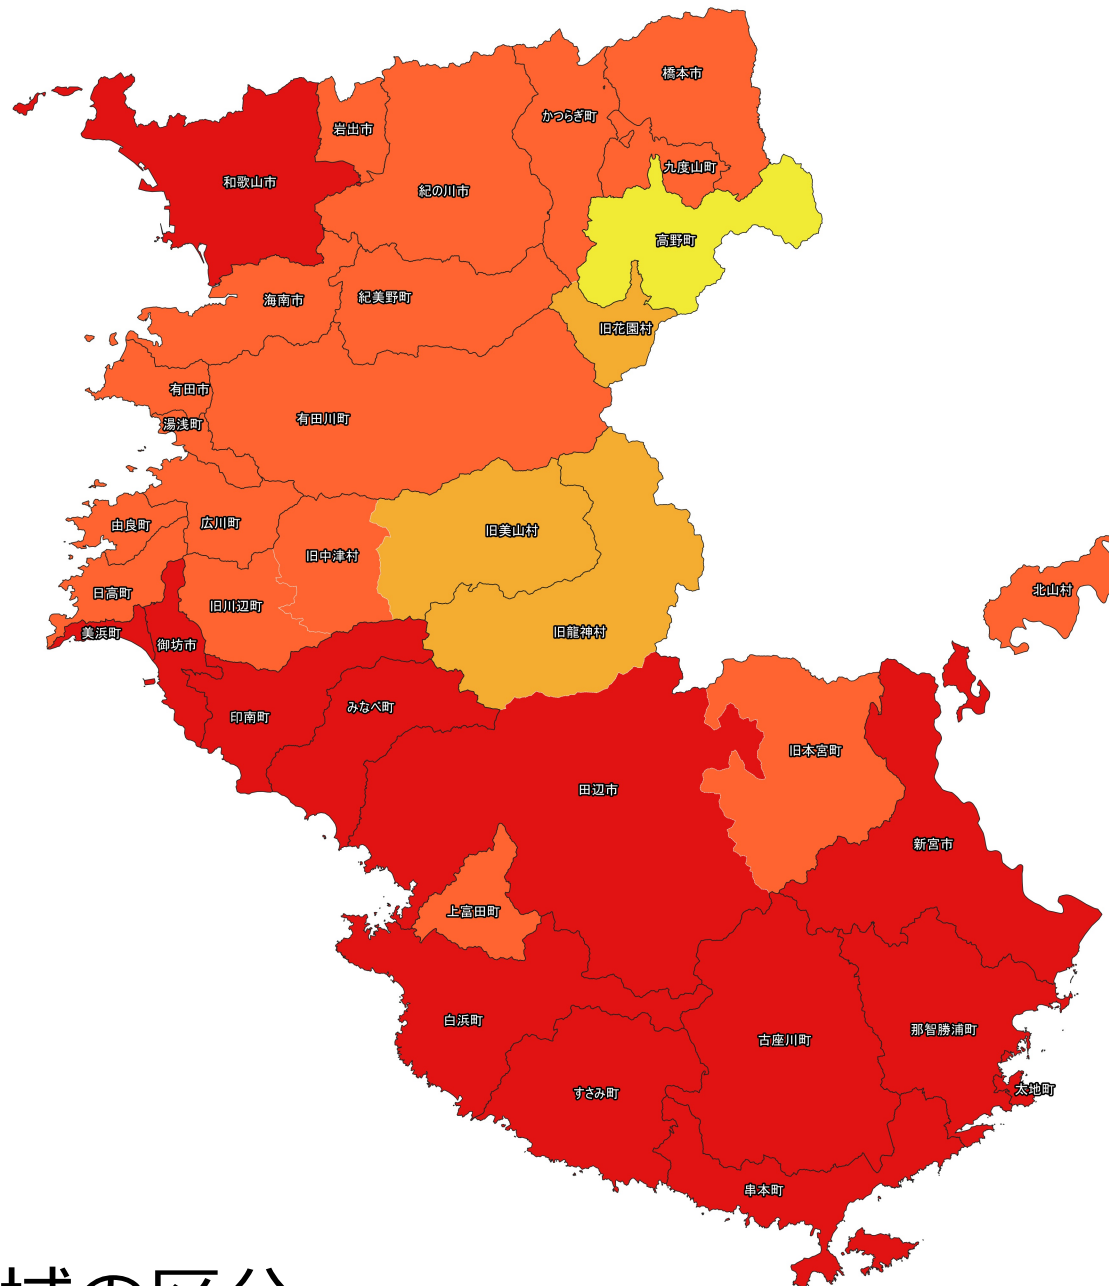 橋本市
かつらぎ町
岩出市
九度山町
和歌山市
紀の川市
高野町
海南市
紀美野町
旧花園村
有田市
有田川町
湯浅町
由良町
広川町
旧美山村
旧中津村
日高町
旧川辺町
北山村
美浜町
御坊市
旧龍神村
印南町
みなべ町
旧本宮町
田辺市
新宮市
上富田町
白浜町
那智勝浦町
古座川町
すさみ町
太地町
串本町
域の区分